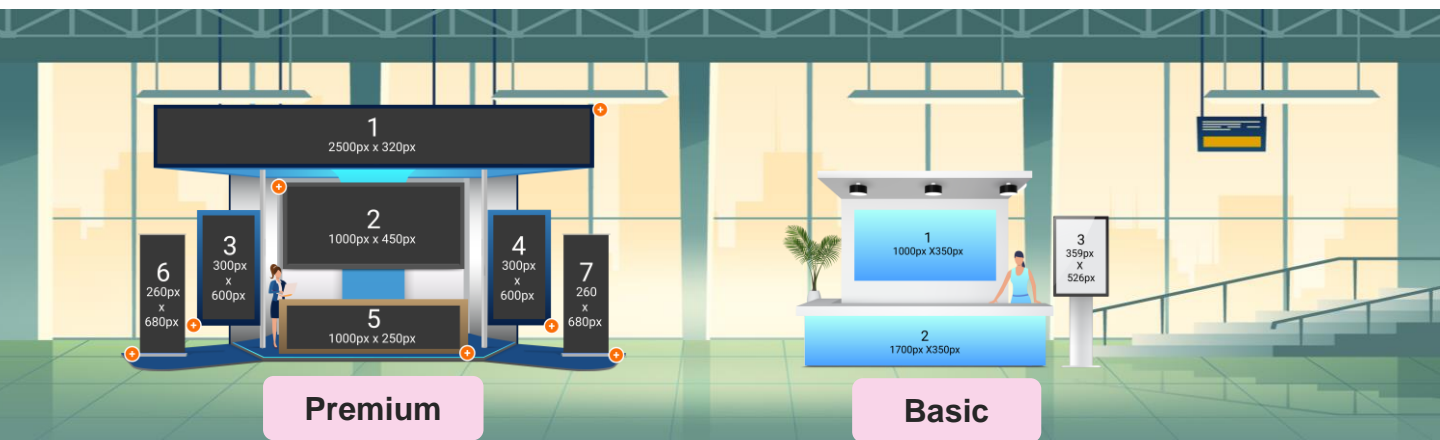 1
2500px x 320px
2
1000px x 450px
3
300px
x
600px
4
300px
x
600px
5
1000px x 250px
6
260px
x
680px
7
260
x
680px
Premium
1
1000px X350px
2
1700px X350px
3
359px
X
526px
Basic